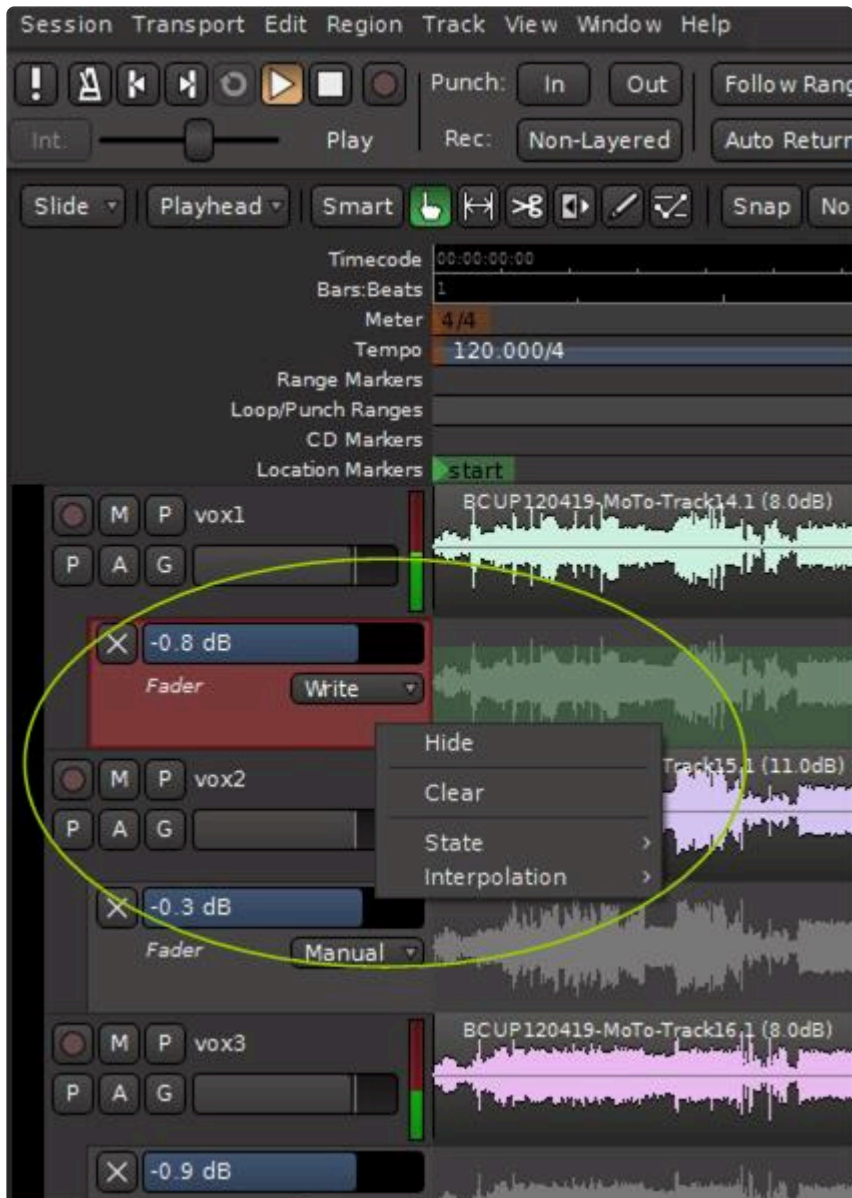 Session Transport Edit Region Track View Window Help
Punch: In Out Follow Rang
Int. Play Rec: Non-Layered Auto Return
Slide Playhead Smart Snap No
Timecode 00:00:00:00
Bars:Beats 1
Meter 4/4
Tempo 120.000/4
Range Markers
Loop/Punch Ranges
CD Markers
Location Markers start
M P vox1 BCUP120419-MoTo-Track14.1 (8.0dB)
P A G
-0.8 dB
Fader Write
Hide
M P vox2 Track15.1 (11.0dB)
Clear
P A G
State
Interpolation
-0.3 dB
Fader Manual
M P vox3 BCUP120419-MoTo-Track16.1 (8.0dB)
P A G
-0.9 dB